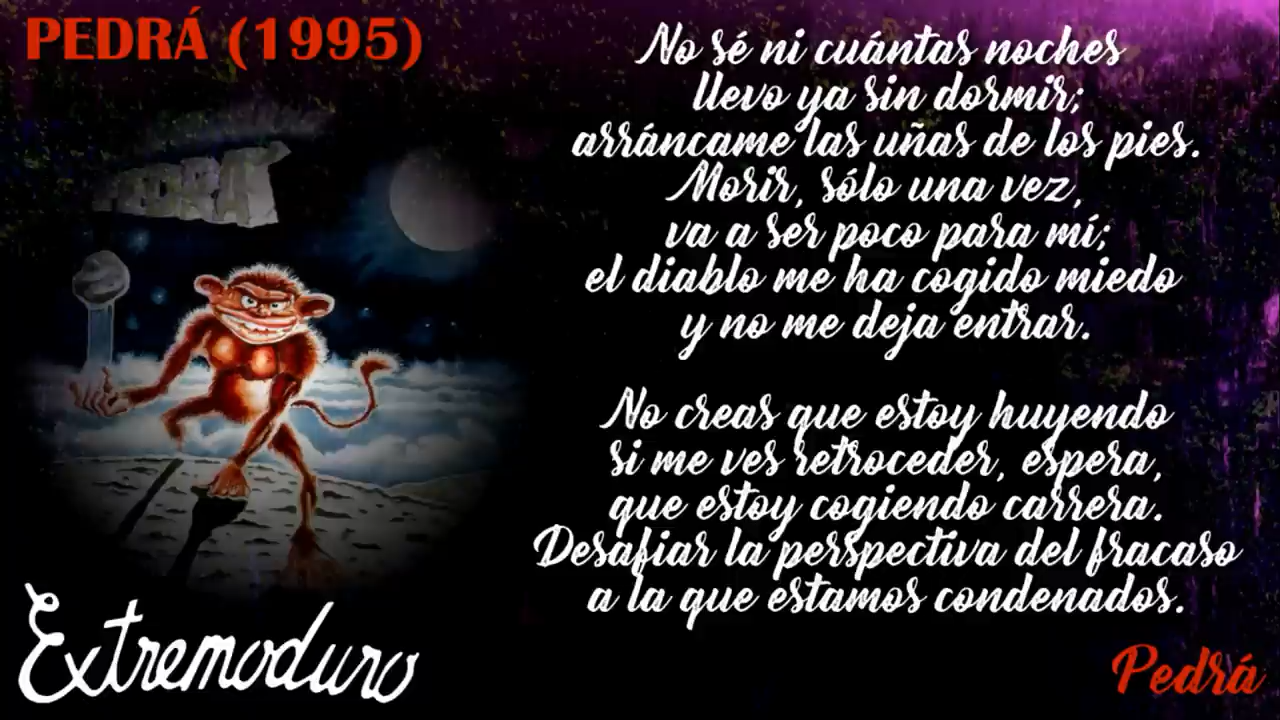 PEDRÁ (1995)
PEDRÁ
No sé ni cuántas noches
llevo ya sin dormir;
arráncame las uñas de los pies.
Morir, sólo una vez,
va a ser poco para mí;
el diablo me ha cogido miedo
y no me deja entrar.
No creas que estoy huyendo
si me ves retroceder, espera,
que estoy cogiendo carrera.
Desafiar la perspectiva del fracaso
a la que estamos condenados.
Extremoduro
Pedrá